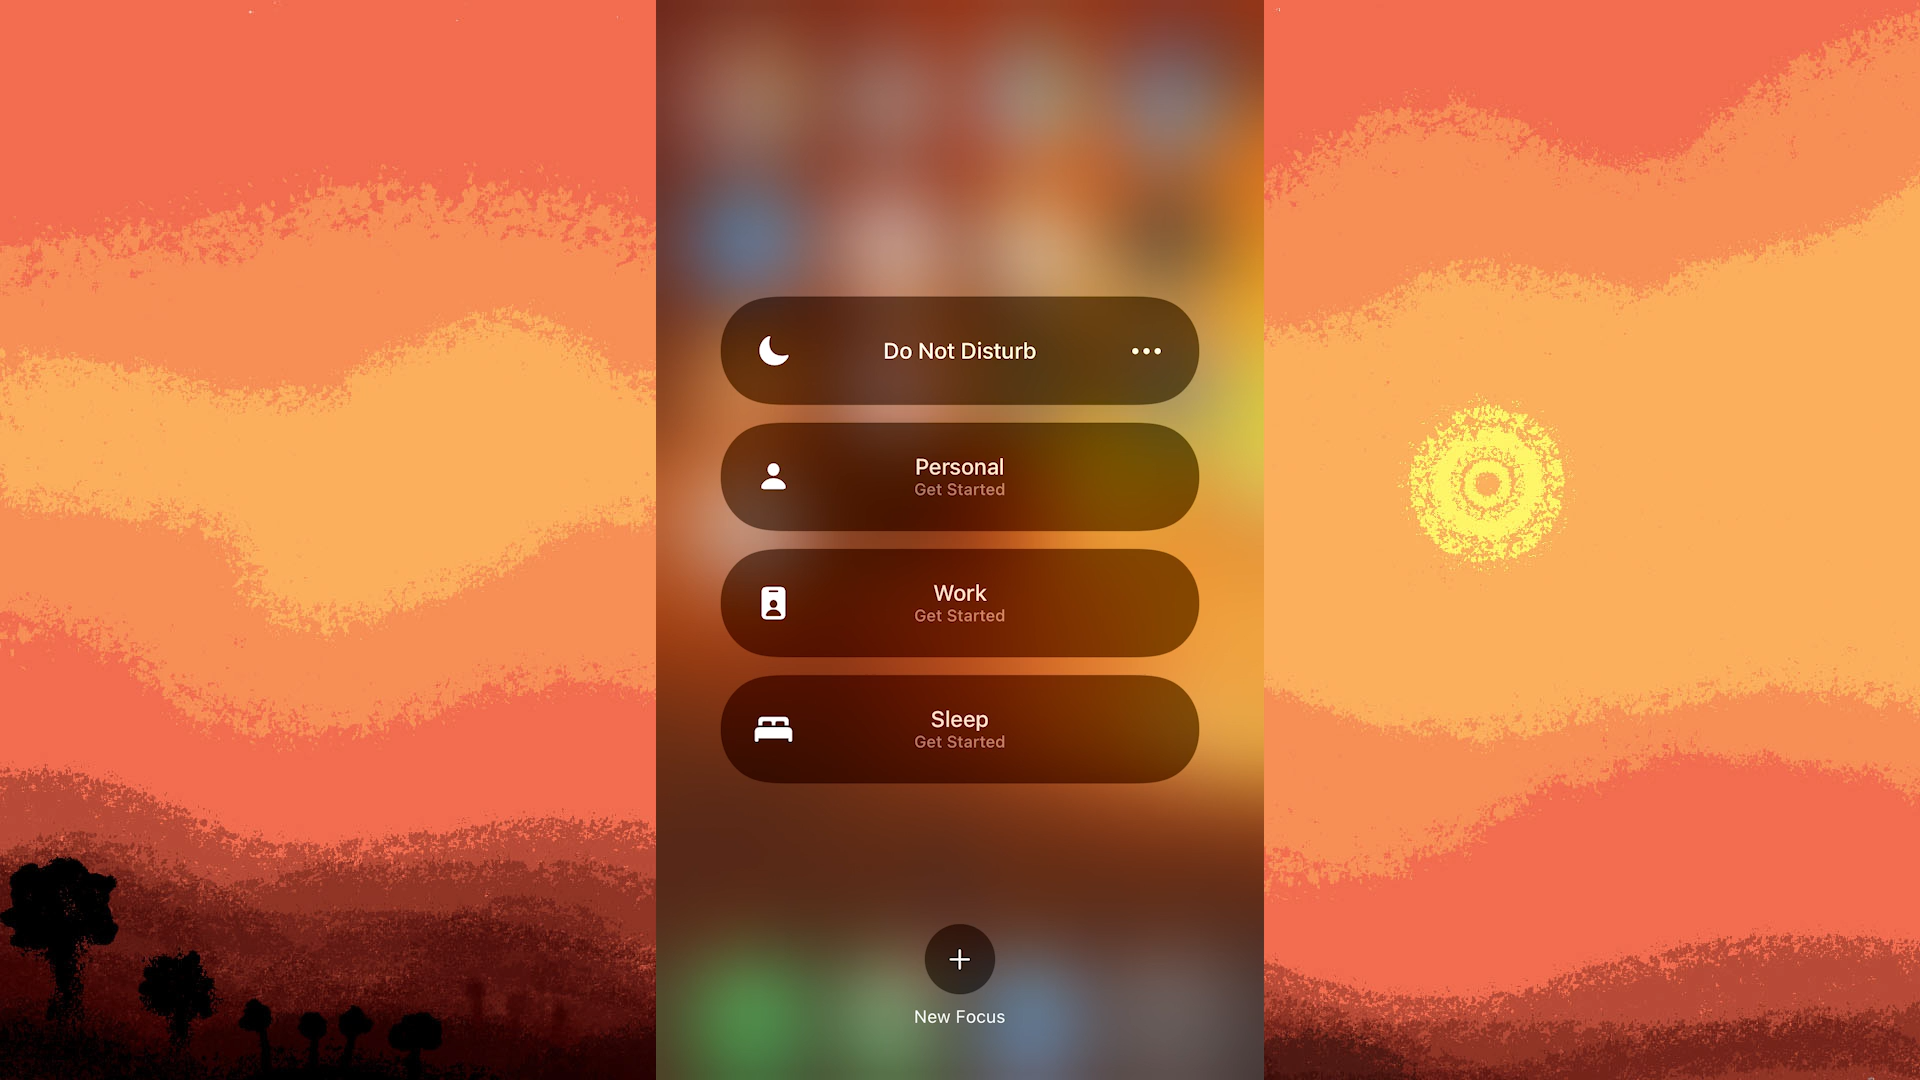 Do Not Disturb
Personal
Get Started
Work
Get Started
Sleep
Get Started
New Focus